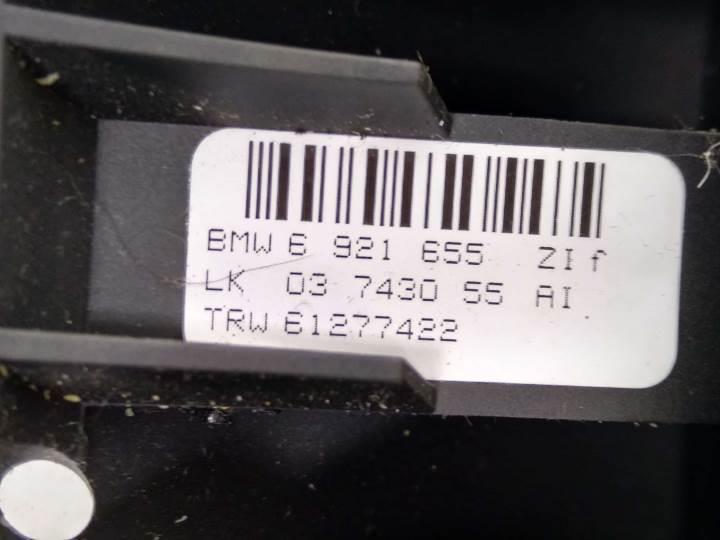 BMW 6 921 655 ZI f
LK 03 7430 55 AI
TRW 61277422